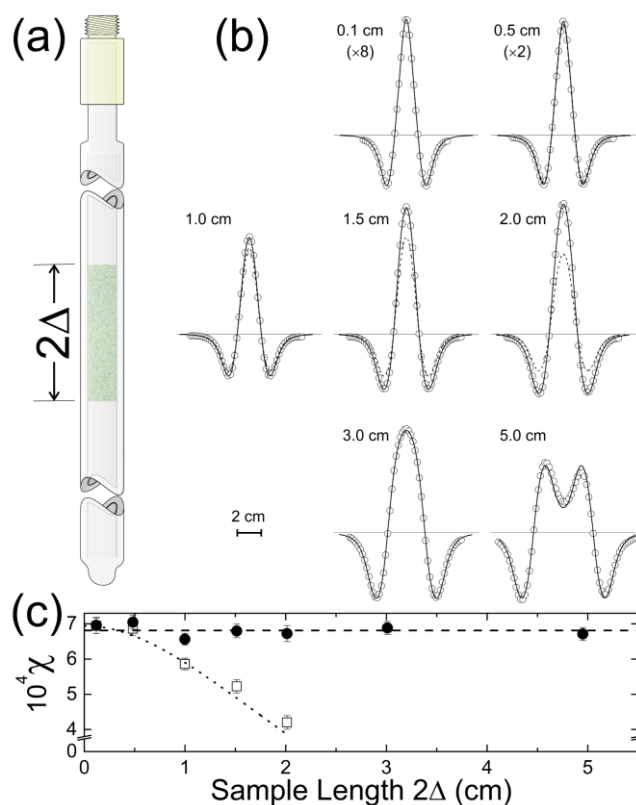 (a)
2Δ
(b)
0.1 cm
(×8)
0.5 cm
(×2)
1.0 cm
1.5 cm
2.0 cm
3.0 cm
5.0 cm
2 cm
(c)
10⁴χ
7
6
5
4
0
0 1 2 3 4 5
Sample Length 2Δ (cm)